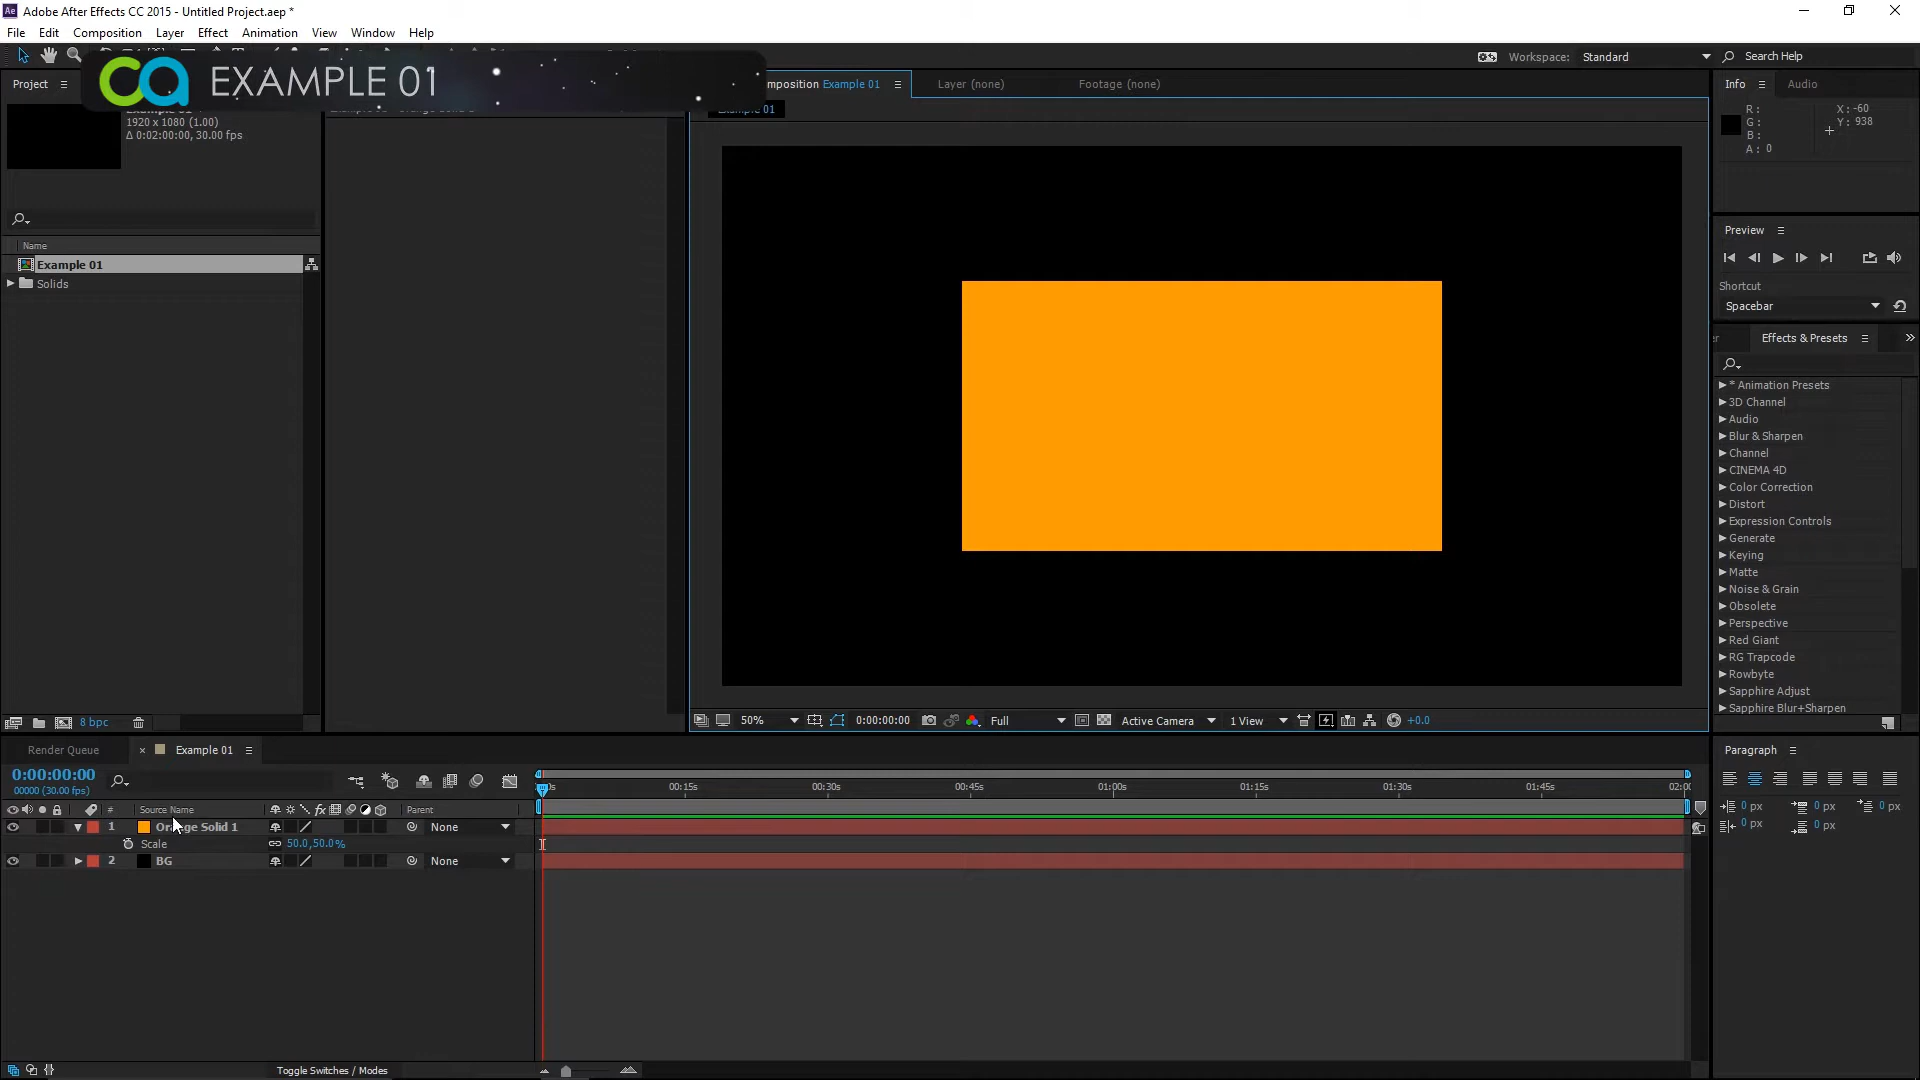 Ae Adobe After Effects CC 2015 - Untitled Project.aep *
File Edit Composition Layer Effect Animation Window View Help
Workspace: Standard Search Help
ca EXAMPLE 01
Project
mposition Example 01
Layer (none)
Footage (none)
Info Audio
Example 01
1920 x 1080 (1.00)
Δ 0:02:00:00, 30.00 fps
Example 01
R :
G :
B :
A : 0
X : -60
Y : 938
Name
Example 01
Solids
Preview
Shortcut
Spacebar
Effects & Presets
* Animation Presets
3D Channel
Audio
Blur & Sharpen
Channel
CINEMA 4D
Color Correction
Distort
Expression Controls
Generate
Keying
Matte
Noise & Grain
Obsolete
Perspective
Red Giant
RG Trapcode
Rowbyte
Sapphire Adjust
Sapphire Blur+Sharpen
8 bpc
50% 0:00:00:00 Full Active Camera 1 View +0.0
Render Queue × Example 01
0:00:00:00
00000 (30.00 fps)
# Source Name fx Parent
00:15s 00:30s 00:45s 01:00s 01:15s 01:30s 01:45s
1 Orange Solid 1 None
Scale 50.0,50.0%
2 BG None
Toggle Switches / Modes
Paragraph
0 px 0 px 0 px
0 px 0 px